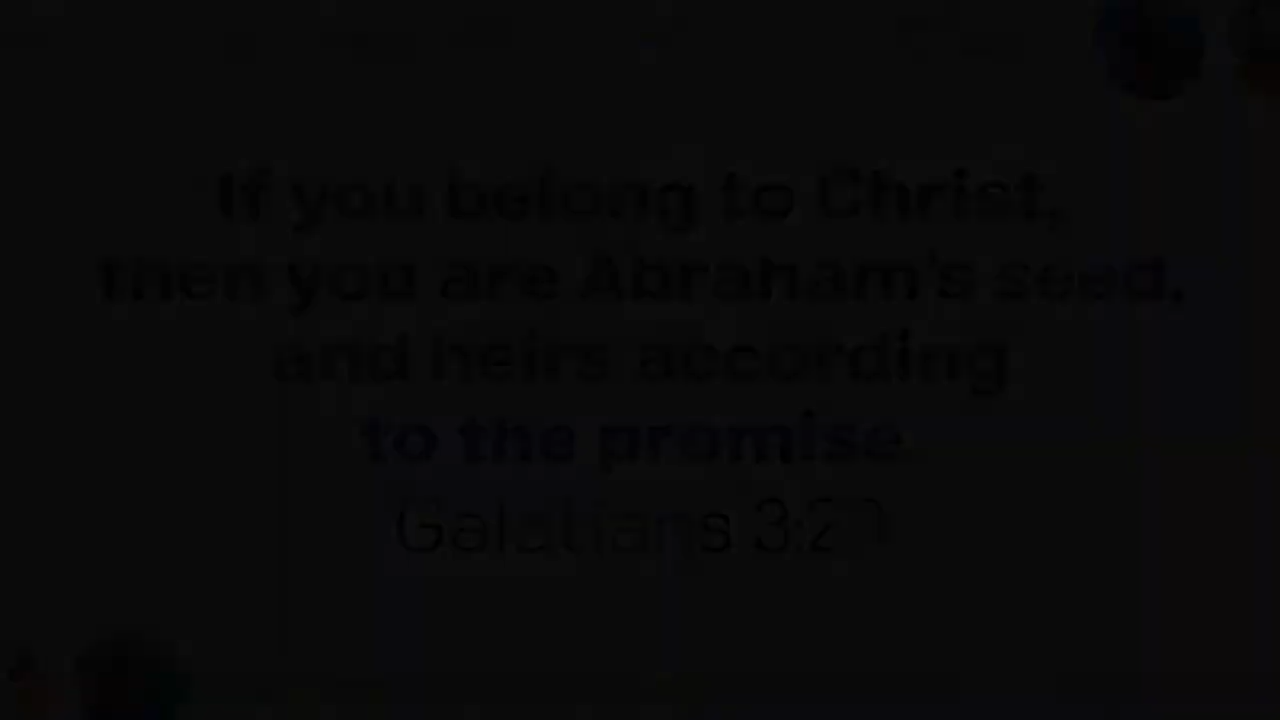 If you belong to Christ,
then you are Abraham's seed,
and heirs according
to the promise.
Galatians 3:29